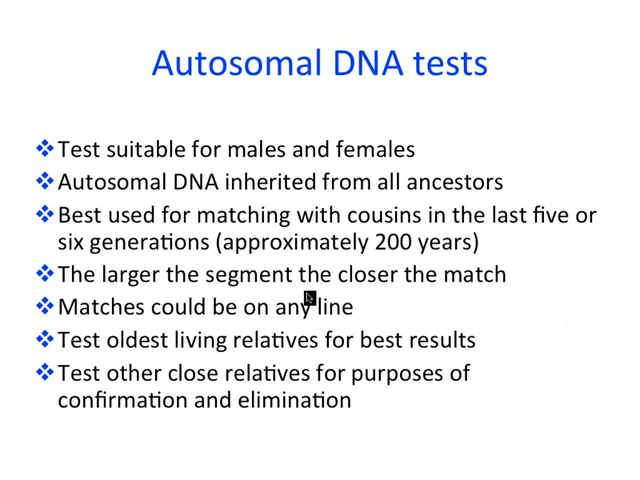 Autosomal DNA tests
Test suitable for males and females
Autosomal DNA inherited from all ancestors
Best used for matching with cousins in the last five or
six generations (approximately 200 years)
The larger the segment the closer the match
Matches could be on any line
Test oldest living relatives for best results
Test other close relatives for purposes of
confirmation and elimination